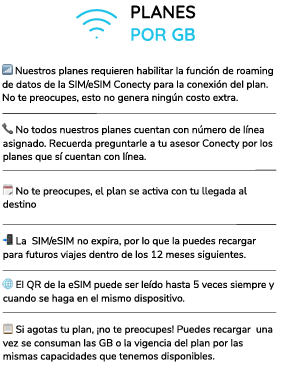 PLANES
POR GB
Nuestros planes requieren habilitar la función de roaming
de datos de la SIM/eSIM Conecty para la conexión del plan.
No te preocupes, esto no genera ningún costo extra.
No todos nuestros planes cuentan con número de línea
asignado. Recuerda preguntarle a tu asesor Conecty por los
planes que sí cuentan con línea.
No te preocupes, el plan se activa con tu llegada al
destino
La SIM/eSIM no expira, por lo que la puedes recargar
para futuros viajes dentro de los 12 meses siguientes.
El QR de la eSIM puede ser leído hasta 5 veces siempre y
cuando se haga en el mismo dispositivo.
Si agotas tu plan, ¡no te preocupes! Puedes recargar una
vez se consuman las GB o la vigencia del plan por las
mismas capacidades que tenemos disponibles.